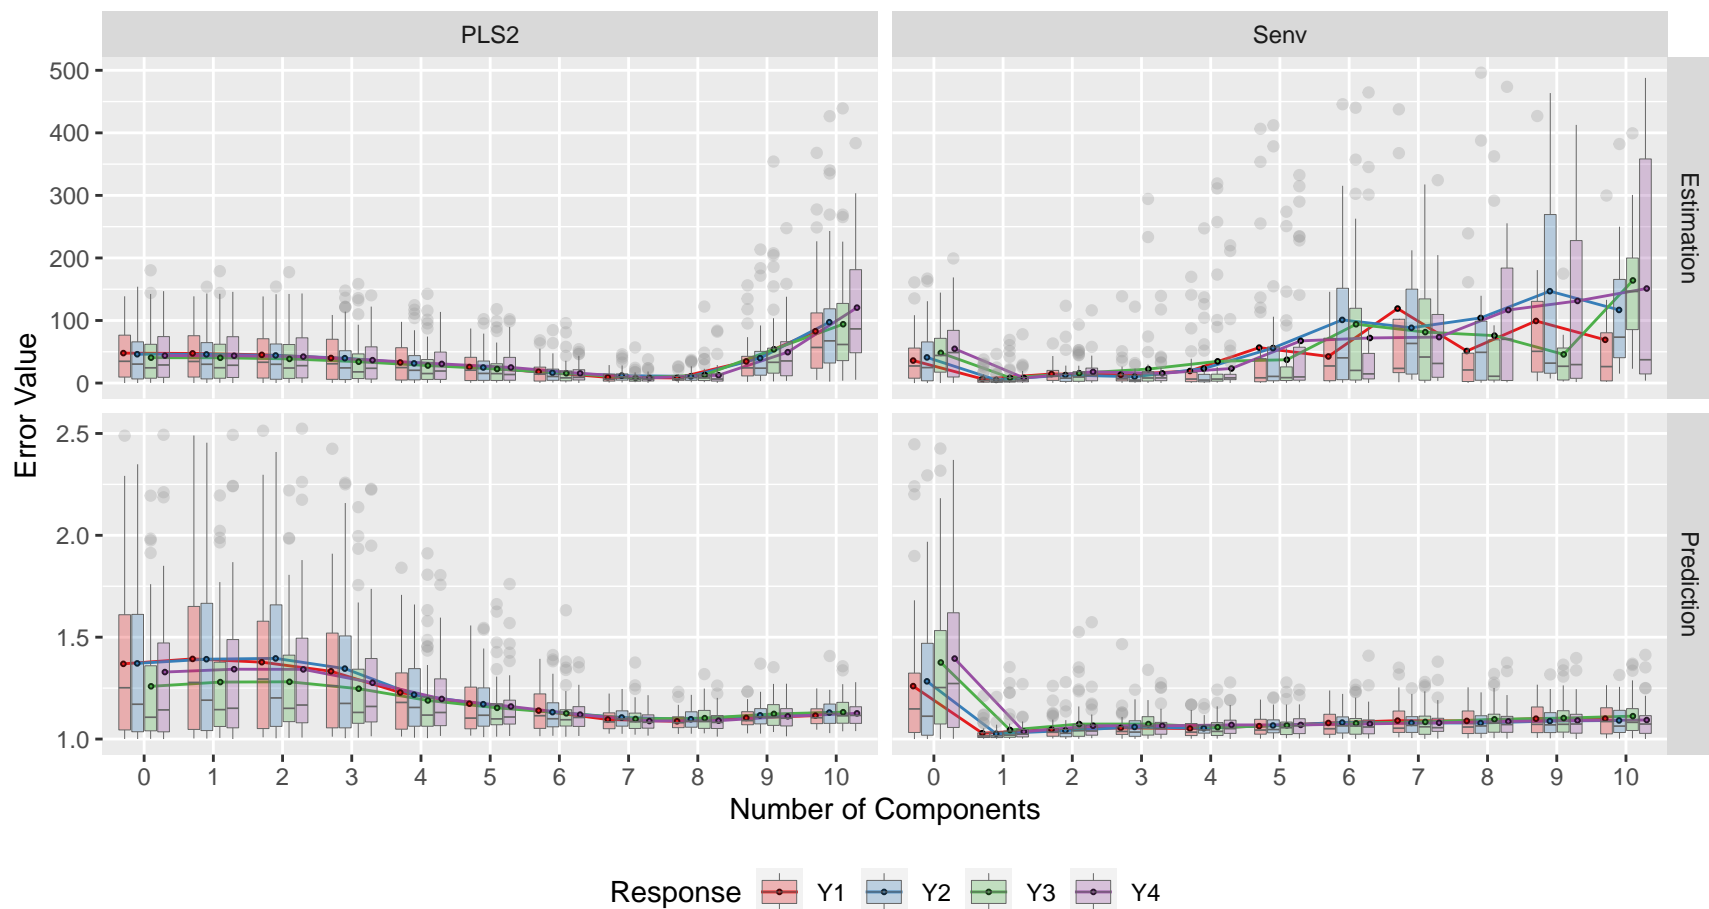 PLS2 Senv
500
400
300
200
100
0
Estimation
Error Value
2.5
2.0
1.5
1.0
Prediction
0 1 2 3 4 5 6 7 8 9 10 0 1 2 3 4 5 6 7 8 9 10
Number of Components
Response Y1 Y2 Y3 Y4